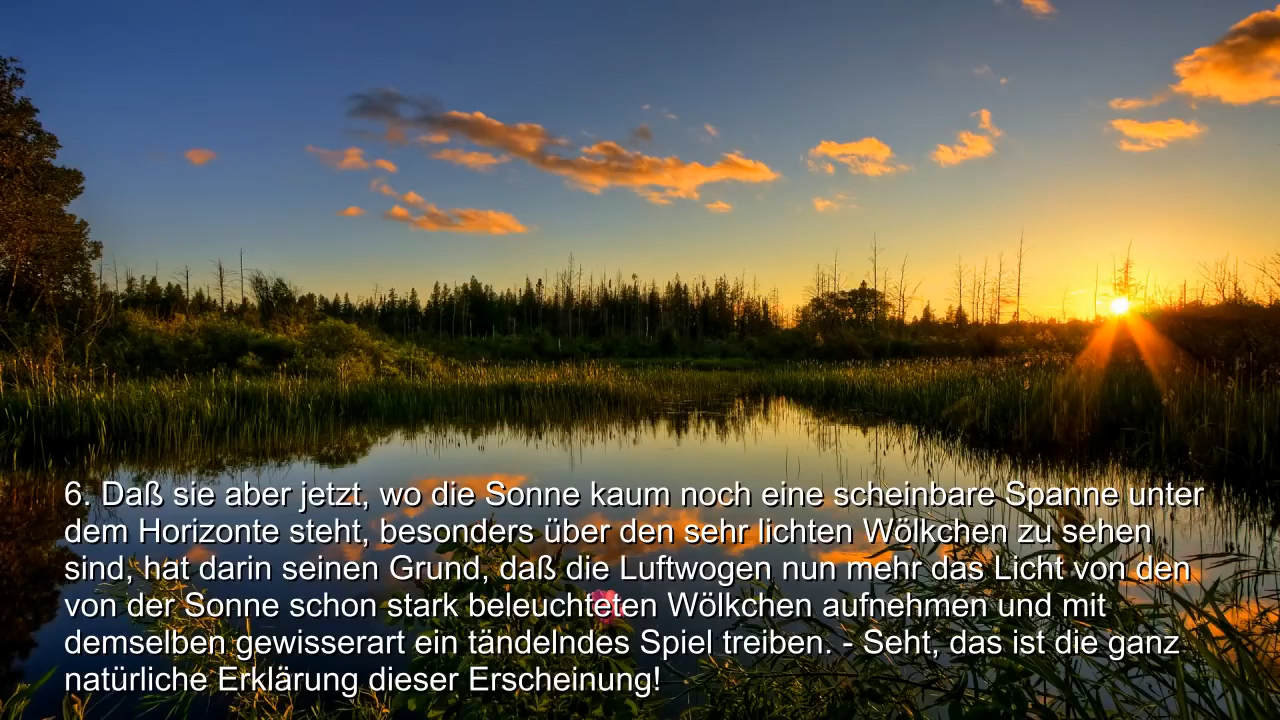 6. Daß sie aber jetzt, wo die Sonne kaum noch eine scheinbare Spanne unter
dem Horizonte steht, besonders über den sehr lichten Wölkchen zu sehen
sind, hat darin seinen Grund, daß die Luftwogen nun mehr das Licht von den
von der Sonne schon stark beleuchteten Wölkchen aufnehmen und mit
demselben gewisserart ein tändelndes Spiel treiben. - Seht, das ist die ganz
natürliche Erklärung dieser Erscheinung!